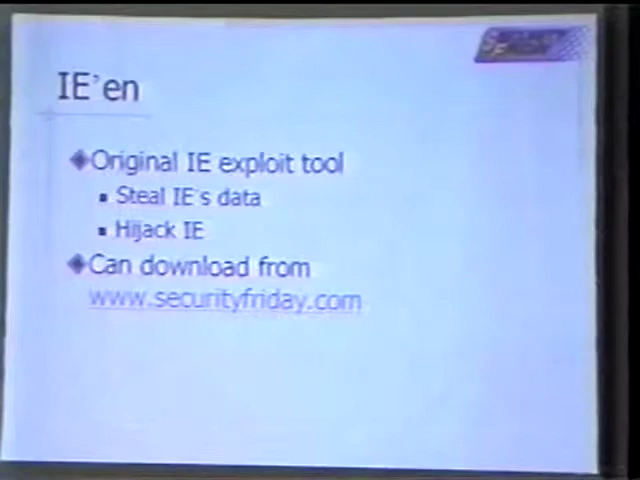 IE'en
Original IE exploit tool
Steal IE's data
Hijack IE
Can download from
www.securityfriday.com